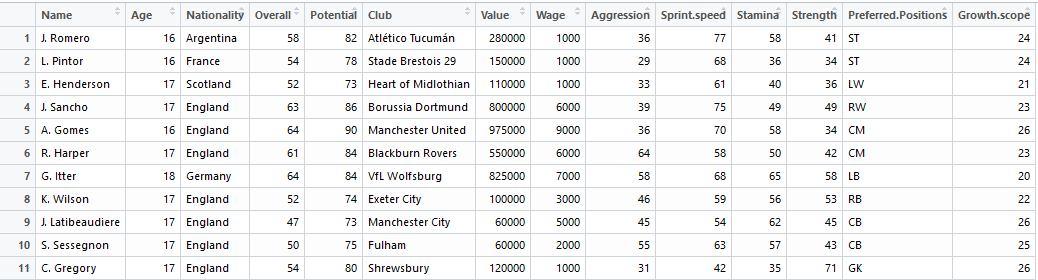 Name Age Nationality Overall Potential Club Value Wage Aggression Sprint.speed Stamina Strength Preferred.Positions Growth.scope
1 J. Romero 16 Argentina 58 82 Atlético Tucumán 280000 1000 36 77 58 41 ST 24
2 L. Pintor 16 France 54 78 Stade Brestois 29 150000 1000 29 68 36 34 ST 24
3 E. Henderson 17 Scotland 52 73 Heart of Midlothian 110000 1000 33 61 40 36 LW 21
4 J. Sancho 17 England 63 86 Borussia Dortmund 800000 6000 39 75 49 49 RW 23
5 A. Gomes 16 England 64 90 Manchester United 975000 9000 36 70 58 34 CM 26
6 R. Harper 17 England 61 84 Blackburn Rovers 550000 6000 64 58 50 42 CM 23
7 G. Itter 18 Germany 64 84 VfL Wolfsburg 825000 7000 58 68 65 58 LB 20
8 K. Wilson 17 England 52 74 Exeter City 100000 3000 46 59 56 53 RB 22
9 J. Latibeaudiere 17 England 47 73 Manchester City 60000 5000 45 54 62 45 CB 26
10 S. Sessegnon 17 England 50 75 Fulham 60000 2000 55 63 57 43 CB 25
11 C. Gregory 17 England 54 80 Shrewsbury 120000 1000 31 42 35 71 GK 26